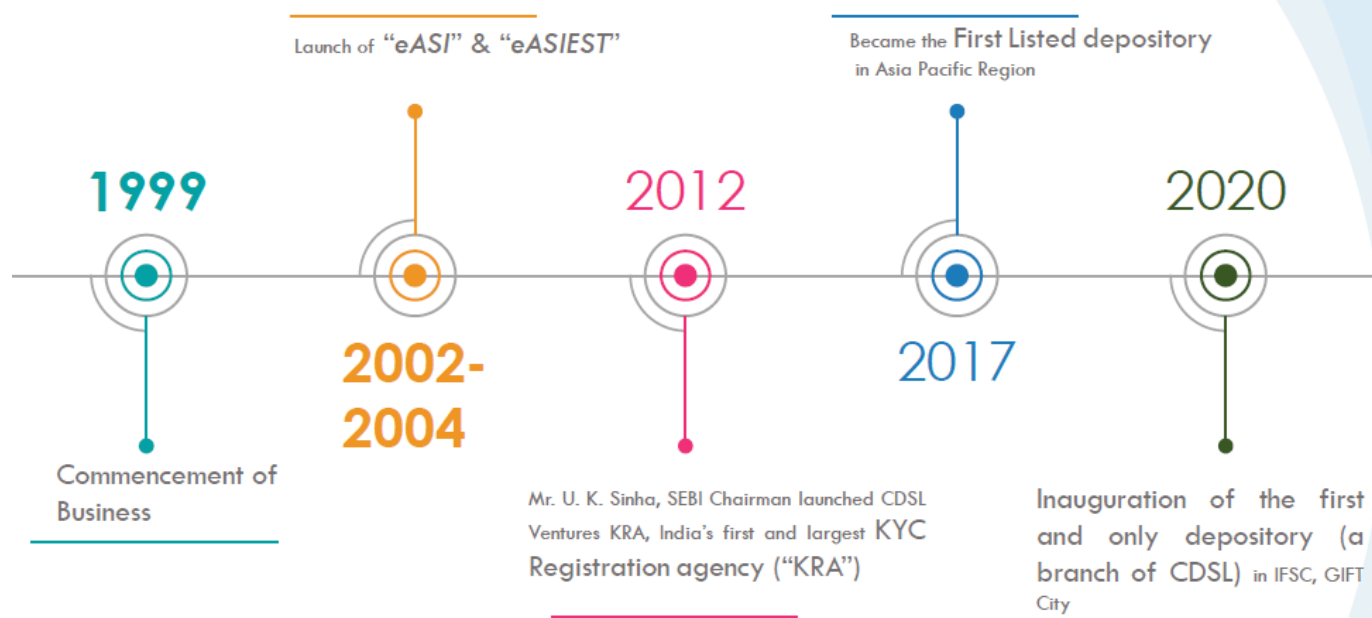 Launch of “eASI” & “eASIEST”
Became the First Listed depository
in Asia Pacific Region
1999
2012
2020
2002-
2004
2017
Commencement of
Business
Mr. U. K. Sinha, SEBI Chairman launched CDSL
Ventures KRA, India’s first and largest KYC
Registration agency (“KRA”)
Inauguration of the first
and only depository (a
branch of CDSL) in IFSC, GIFT
City